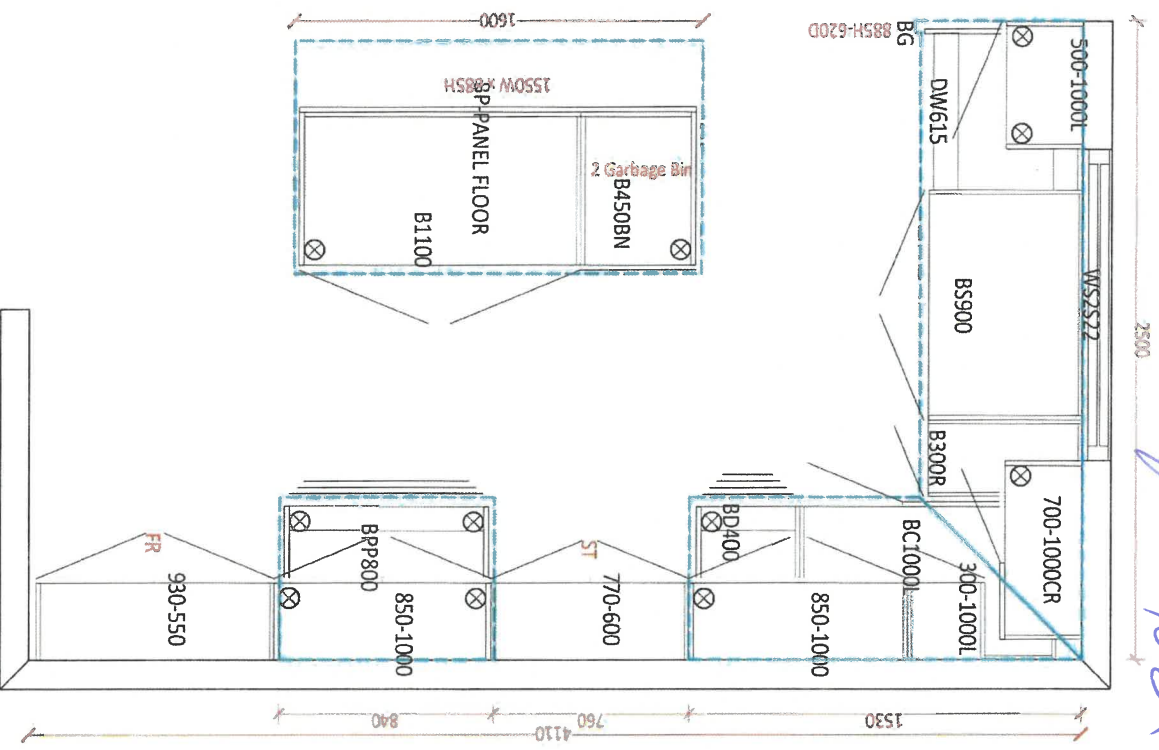 1600
1550W x 885H
BP-PANEL FLOOR
B1100
2 Garbage Bin
B450BN
885H-620D
BG
DW615
500-1000L
BS900
WS2S22
2500
B300R
700-1000CR
BC1000L
300-1000L
BD400
850-1000
ST
770-600
BPP800
850-1000
FR
930-550
840
760
1530
4110